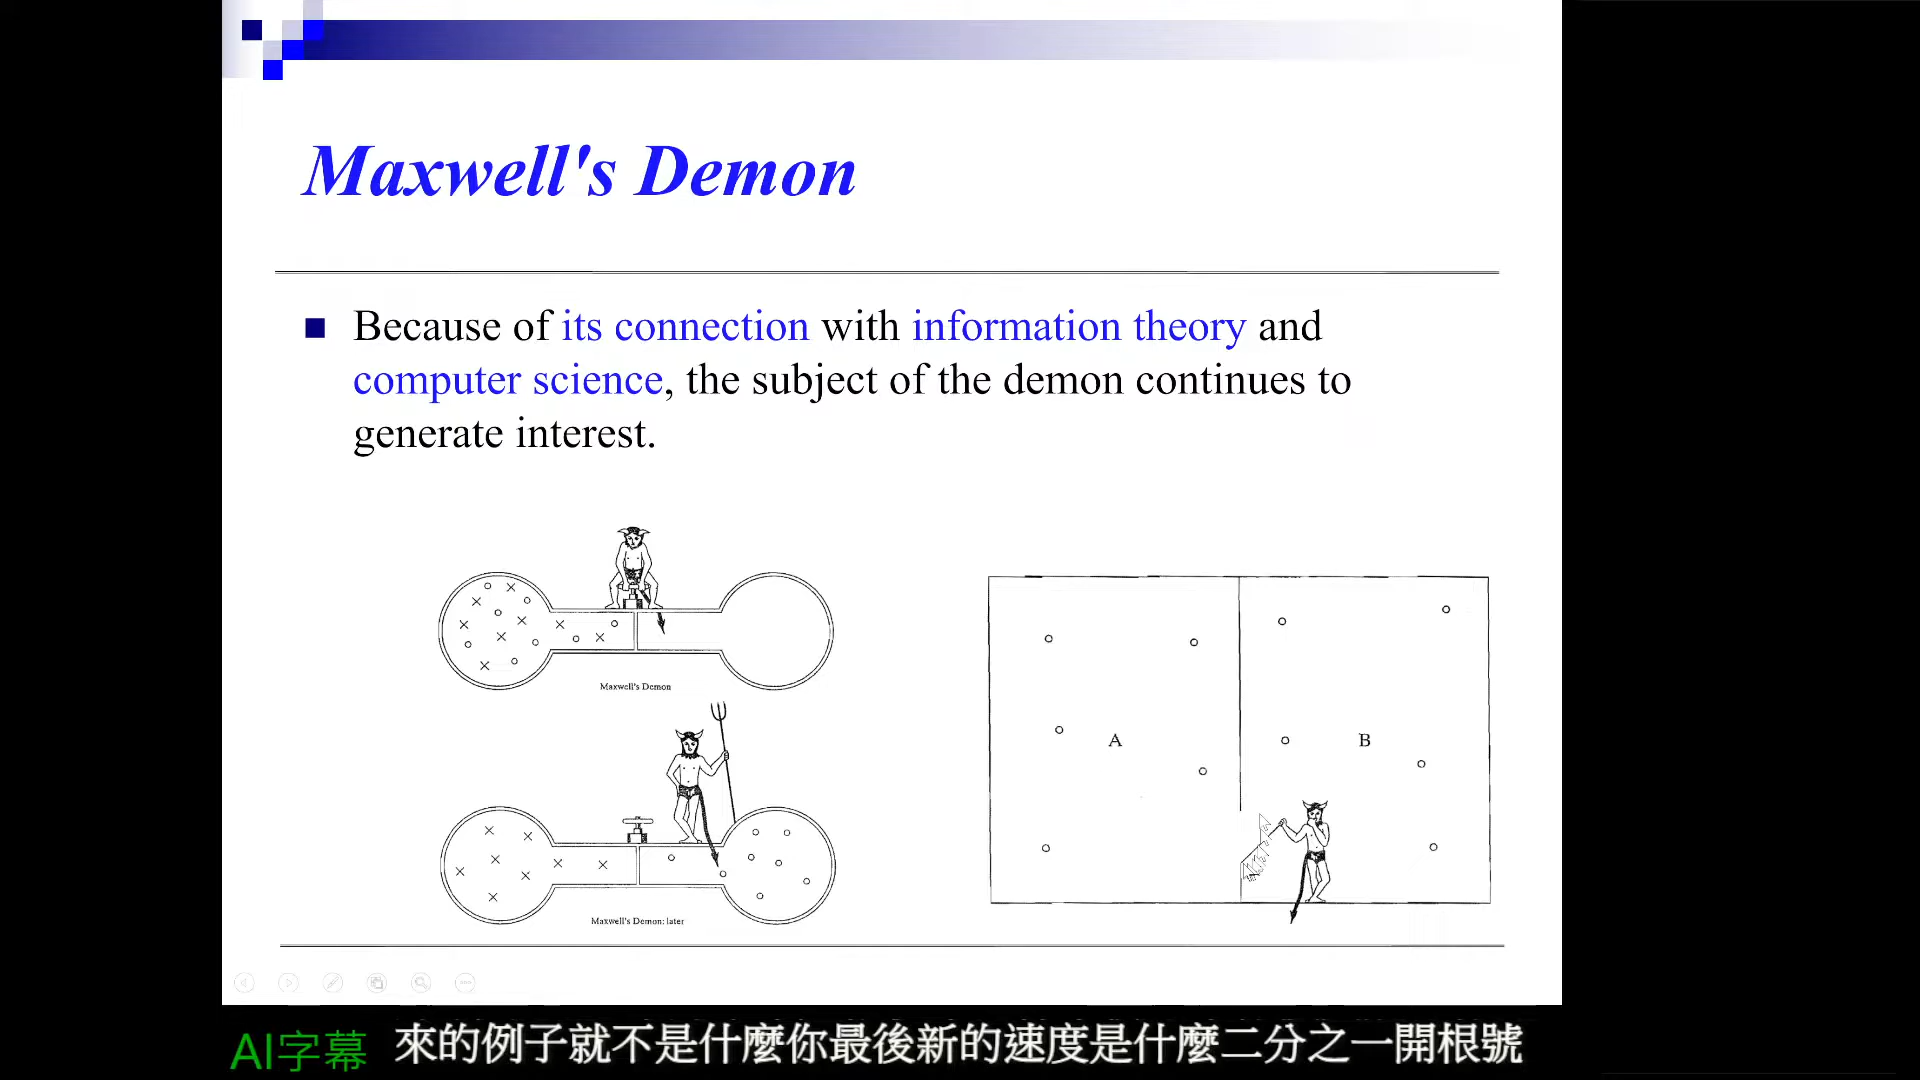 Maxwell's Demon
Because of its connection with information theory and
computer science, the subject of the demon continues to
generate interest.
Maxwell's Demon
A
B
Maxwell's Demon: later
AI字幕 來的例子就不是什麼你最後新的速度是什麼二分之一開根號